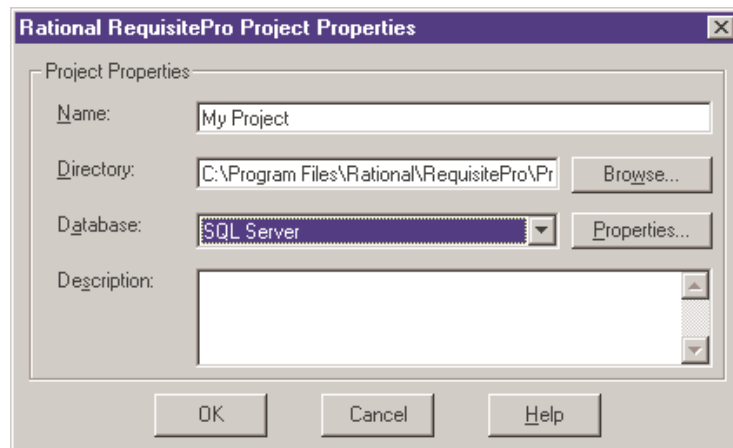 Rational RequisitePro Project Properties
Project Properties
Name:
My Project
Directory:
C:\Program Files\Rational\RequisitePro\Pr
Browse...
Database:
SQL Server
Properties...
Description:
OK
Cancel
Help